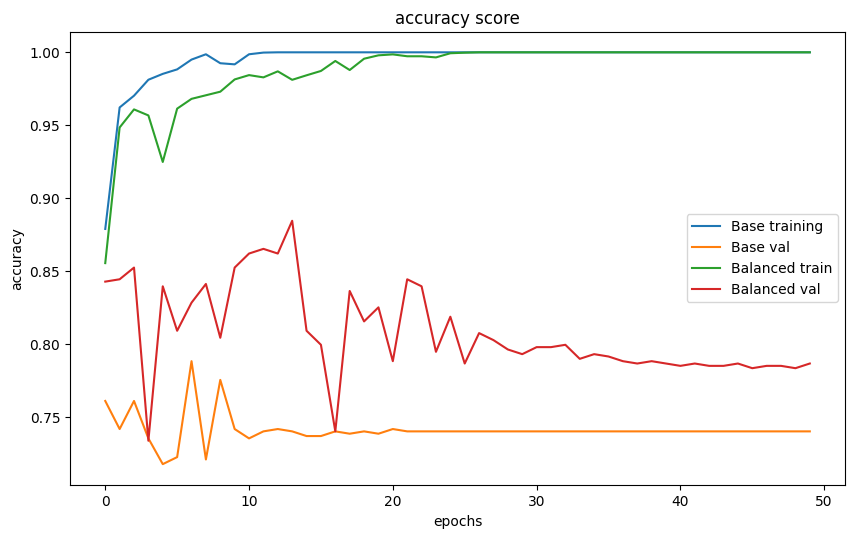 accuracy score
1.00
0.95
0.90
0.85
0.80
0.75
accuracy
Base training
Base val
Balanced train
Balanced val
0
10
20
30
40
50
epochs